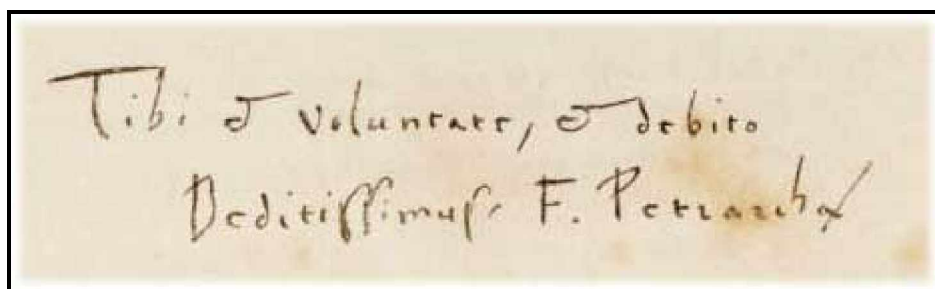 Tibi & voluntate, & debito
Deditiſſimuſ. F. Petrarcha